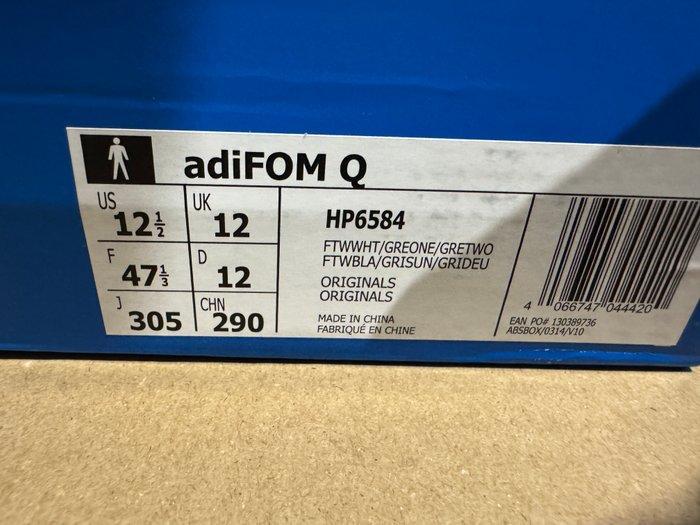 adiFOM Q
US 12½
UK 12
F 47⅓
D 12
J 305
CHN 290
HP6584
FTWWHT/GREONE/GRETWO
FTWBLA/GRISUN/GRIDEU
ORIGINALS
ORIGINALS
MADE IN CHINA
FABRIQUÉ EN CHINE
4 066747 044420
EAN PO# 130389736
ABSBOX/0314/V10